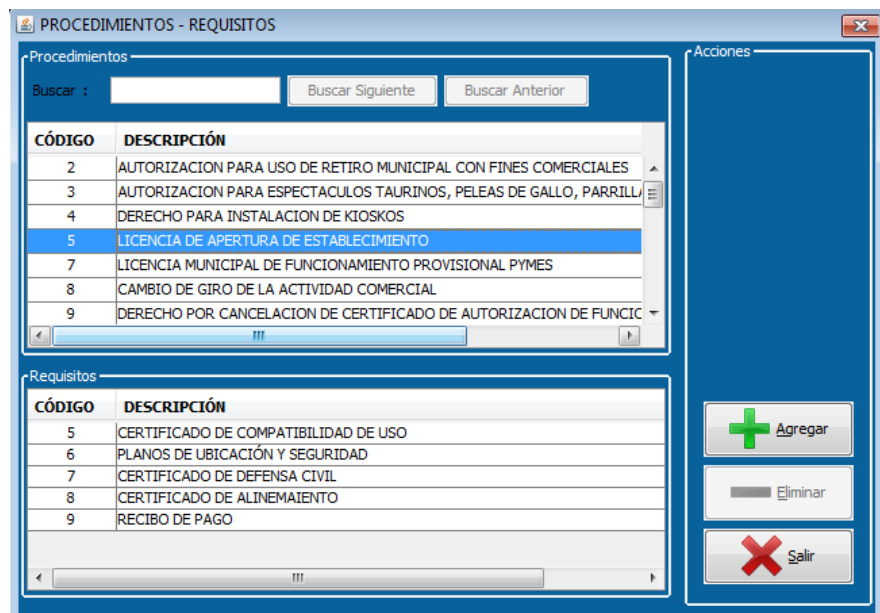 PROCEDIMIENTOS - REQUISITOS
Procedimientos
Acciones
Buscar :
Buscar Siguiente
Buscar Anterior
CÓDIGO DESCRIPCIÓN
2 AUTORIZACION PARA USO DE RETIRO MUNICIPAL CON FINES COMERCIALES
3 AUTORIZACION PARA ESPECTACULOS TAURINOS, PELEAS DE GALLO, PARRILLA
4 DERECHO PARA INSTALACION DE KIOSKOS
5 LICENCIA DE APERTURA DE ESTABLECIMIENTO
7 LICENCIA MUNICIPAL DE FUNCIONAMIENTO PROVISIONAL PYMES
8 CAMBIO DE GIRO DE LA ACTIVIDAD COMERCIAL
9 DERECHO POR CANCELACION DE CERTIFICADO DE AUTORIZACION DE FUNCIC
Requisitos
CÓDIGO DESCRIPCIÓN
5 CERTIFICADO DE COMPATIBILIDAD DE USO
6 PLANOS DE UBICACIÓN Y SEGURIDAD
7 CERTIFICADO DE DEFENSA CIVIL
8 CERTIFICADO DE ALINEMAIENTO
9 RECIBO DE PAGO
Agregar
Eliminar
Salir